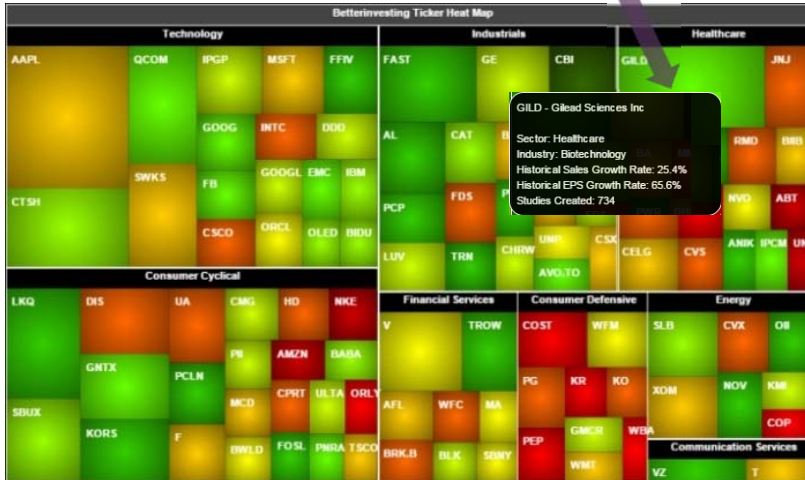 Betterinvesting Ticker Heat Map
Technology
AAPL
QCOM
IPGP
MSFT
FFIV
GOOG
INTC
DDD
CTSH
SWKS
FB
GOOGL
EMC
IBM
CSCO
ORCL
OLED
BIDU
Industrials
FAST
GE
CBI
AL
CAT
PCP
FDS
LUV
TRN
CHRW
UNP
CSX
AVO.TO
Healthcare
GILD
JNJ
RMD
BIIB
NVO
ABT
CELG
CVS
ANIK
IPCM
GILD - Gilead Sciences Inc
Sector: Healthcare
Industry: Biotechnology
Historical Sales Growth Rate: 25.4%
Historical EPS Growth Rate: 65.6%
Studies Created: 734
Consumer Cyclical
LKQ
DIS
UA
CMG
HD
NKE
GNTX
PCLN
PII
AMZN
BABA
SBUX
KORS
F
MCD
CPRT
ULTA
ORLY
BWLD
FOSL
PNRA
TSCO
Financial Services
V
TROW
AFL
WFC
MA
BRK.B
BLK
SBNY
Consumer Defensive
COST
WFM
PG
KR
KO
PEP
GMCR
WBA
WMT
Energy
SLB
CVX
OII
XOM
NOV
KMI
COP
Communication Services
VZ
T